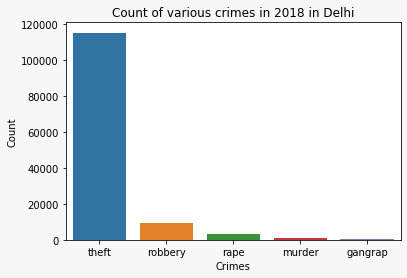 Count of various crimes in 2018 in Delhi
120000
100000
80000
60000
40000
20000
0
Count
theft robbery rape murder gangrap
Crimes